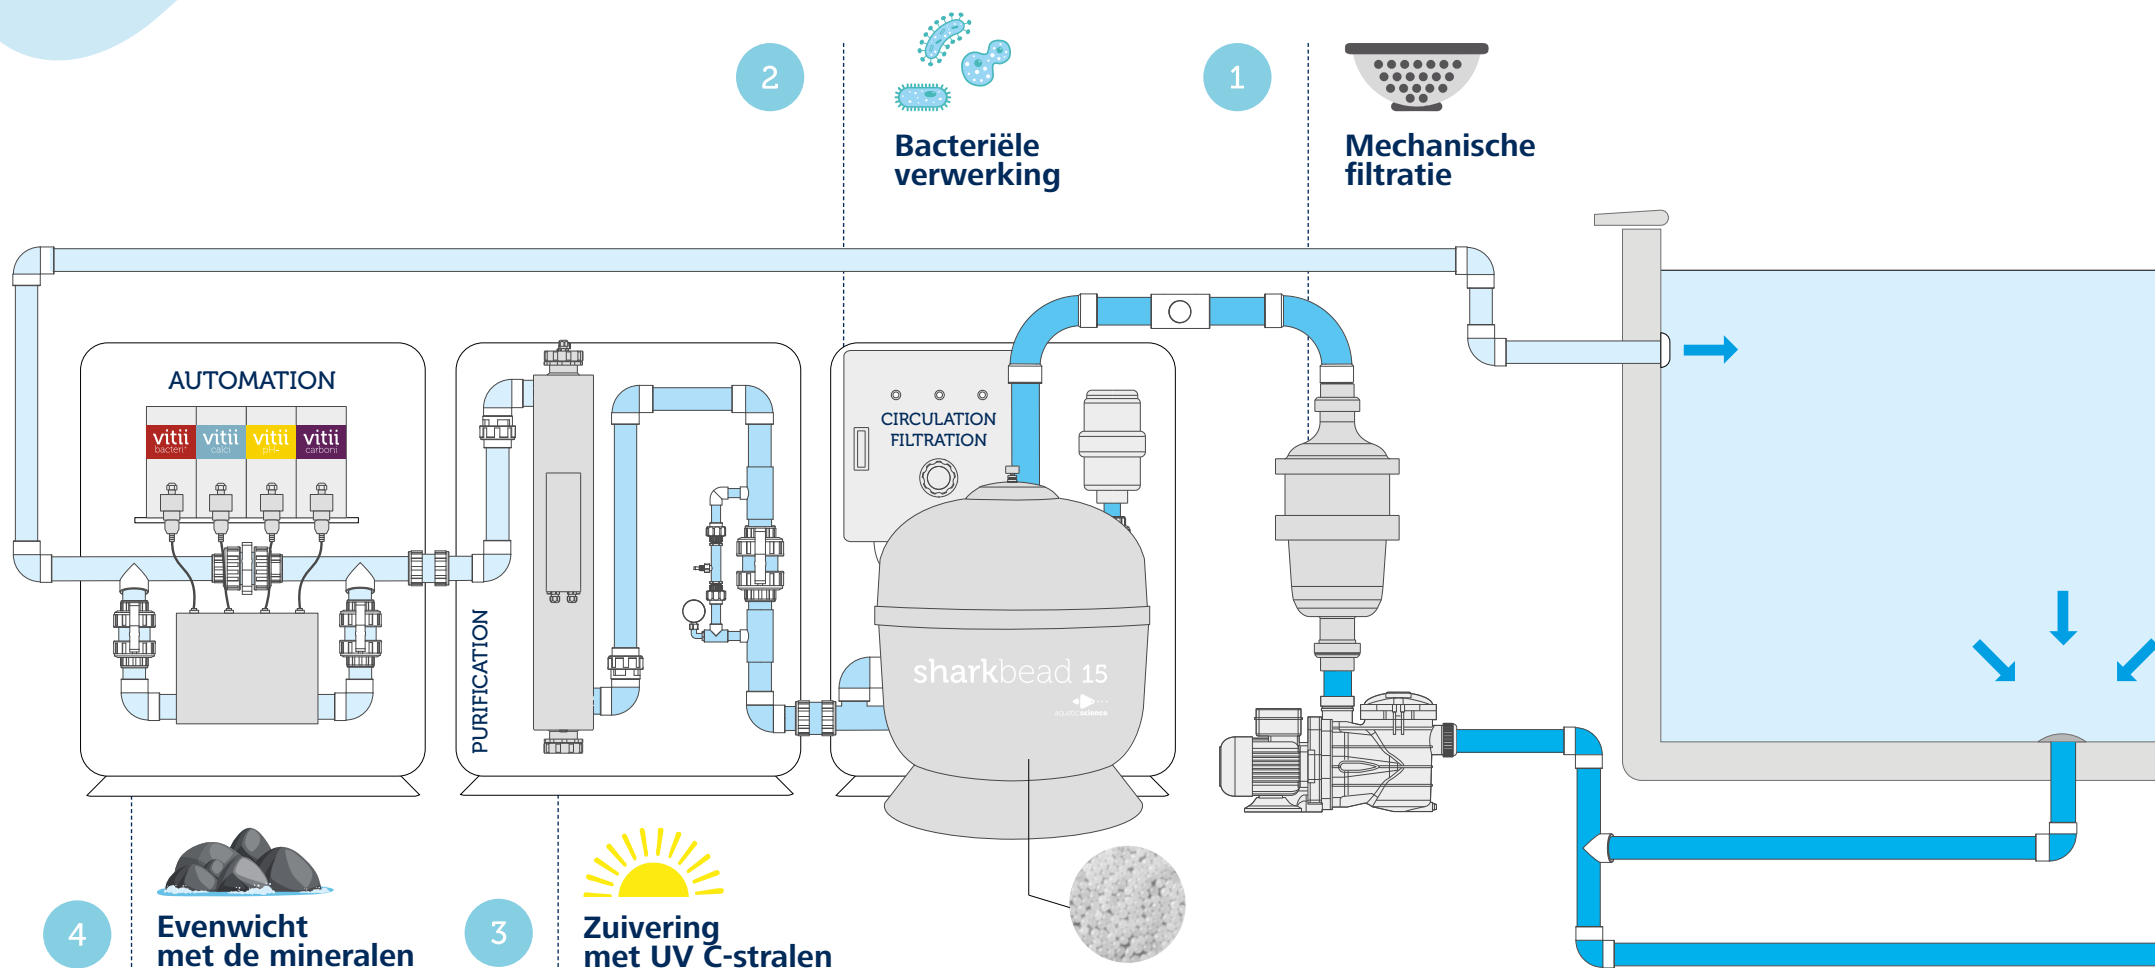 2
Bacteriële
verwerking
1
Mechanische
filtratie
AUTOMATION
vitii
bacteri+
vitii
calci
vitii
pH-
vitii
carboni
PURIFICATION
CIRCULATION
FILTRATION
sharkbead 15
aquaticscience
4
Evenwicht
met de mineralen
3
Zuivering
met UV C-stralen